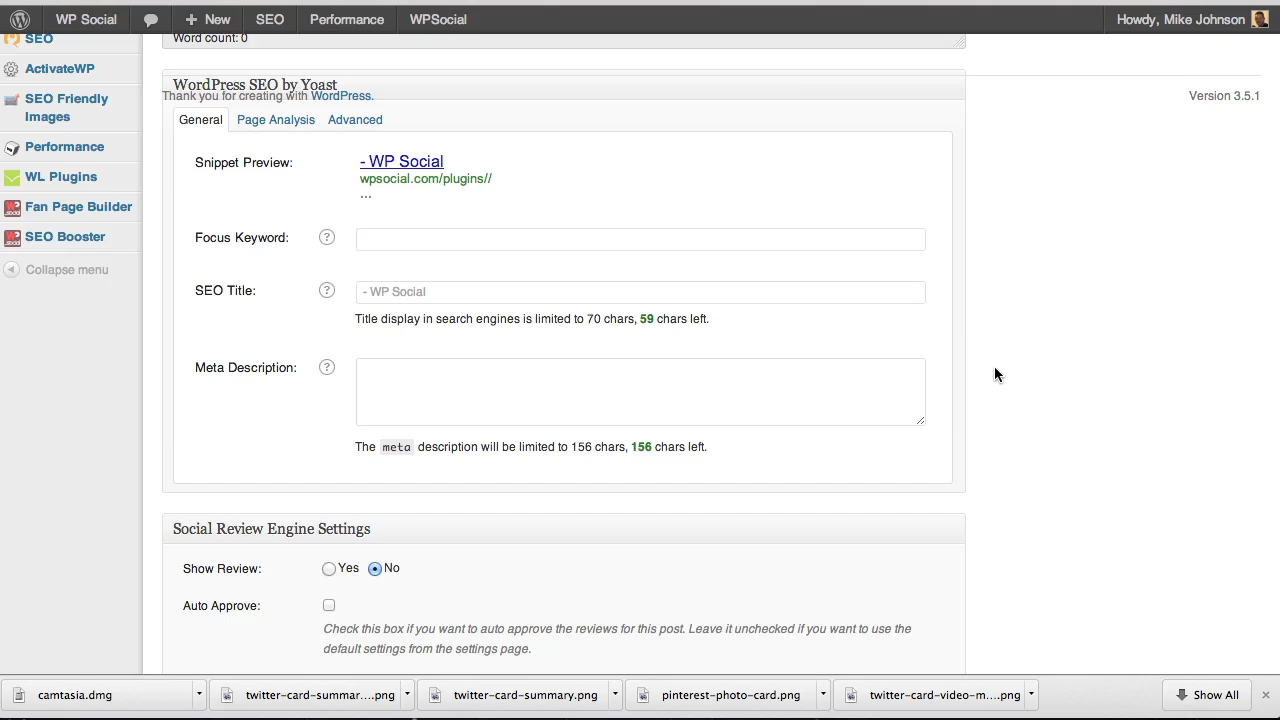 WP Social
New
SEO
Performance
WPSocial
Howdy, Mike Johnson
SEO
ActivateWP
SEO Friendly
Images
Performance
WL Plugins
Fan Page Builder
SEO Booster
Collapse menu
Word count: 0
WordPress SEO by Yoast
Thank you for creating with WordPress.
Version 3.5.1
General Page Analysis Advanced
Snippet Preview:
- WP Social
wpsocial.com/plugins//
...
Focus Keyword: ?
SEO Title: ? - WP Social
Title display in search engines is limited to 70 chars, 59 chars left.
Meta Description: ?
The meta description will be limited to 156 chars, 156 chars left.
Social Review Engine Settings
Show Review: Yes No
Auto Approve:
Check this box if you want to auto approve the reviews for this post. Leave it unchecked if you want to use the
default settings from the settings page.
camtasia.dmg
twitter-card-summar....png
twitter-card-summary.png
pinterest-photo-card.png
twitter-card-video-m....png
Show All